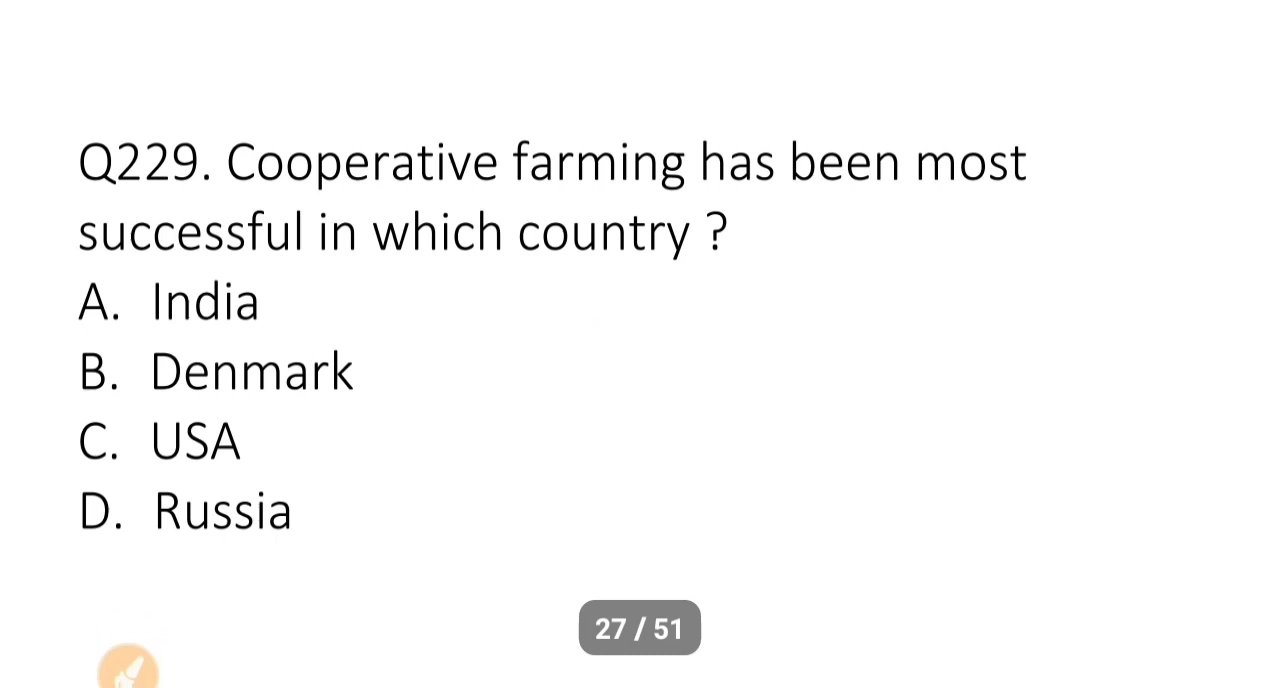 Q229. Cooperative farming has been most
successful in which country ?
A. India
B. Denmark
C. USA
D. Russia
27 / 51